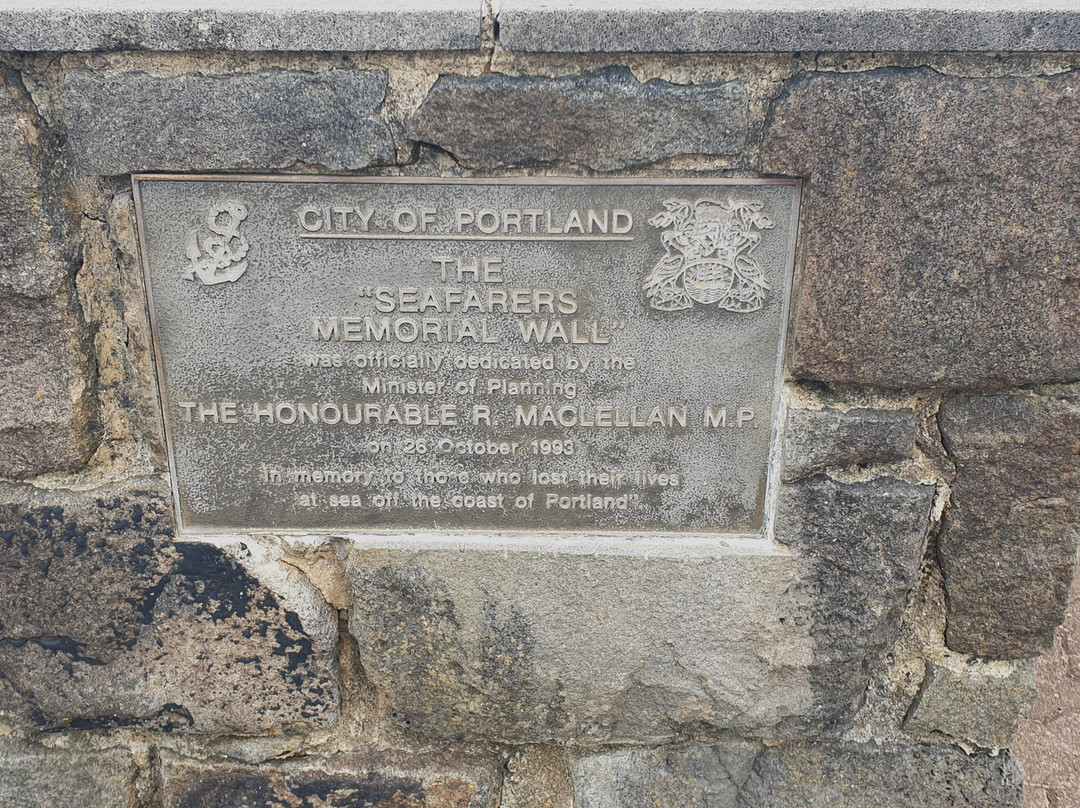 CITY OF PORTLAND
THE
"SEAFARERS
MEMORIAL WALL"
was officially dedicated by the
Minister of Planning
THE HONOURABLE R. MACLELLAN M.P.
on 26 October 1993
In memory to those who lost their lives
at sea off the coast of Portland".